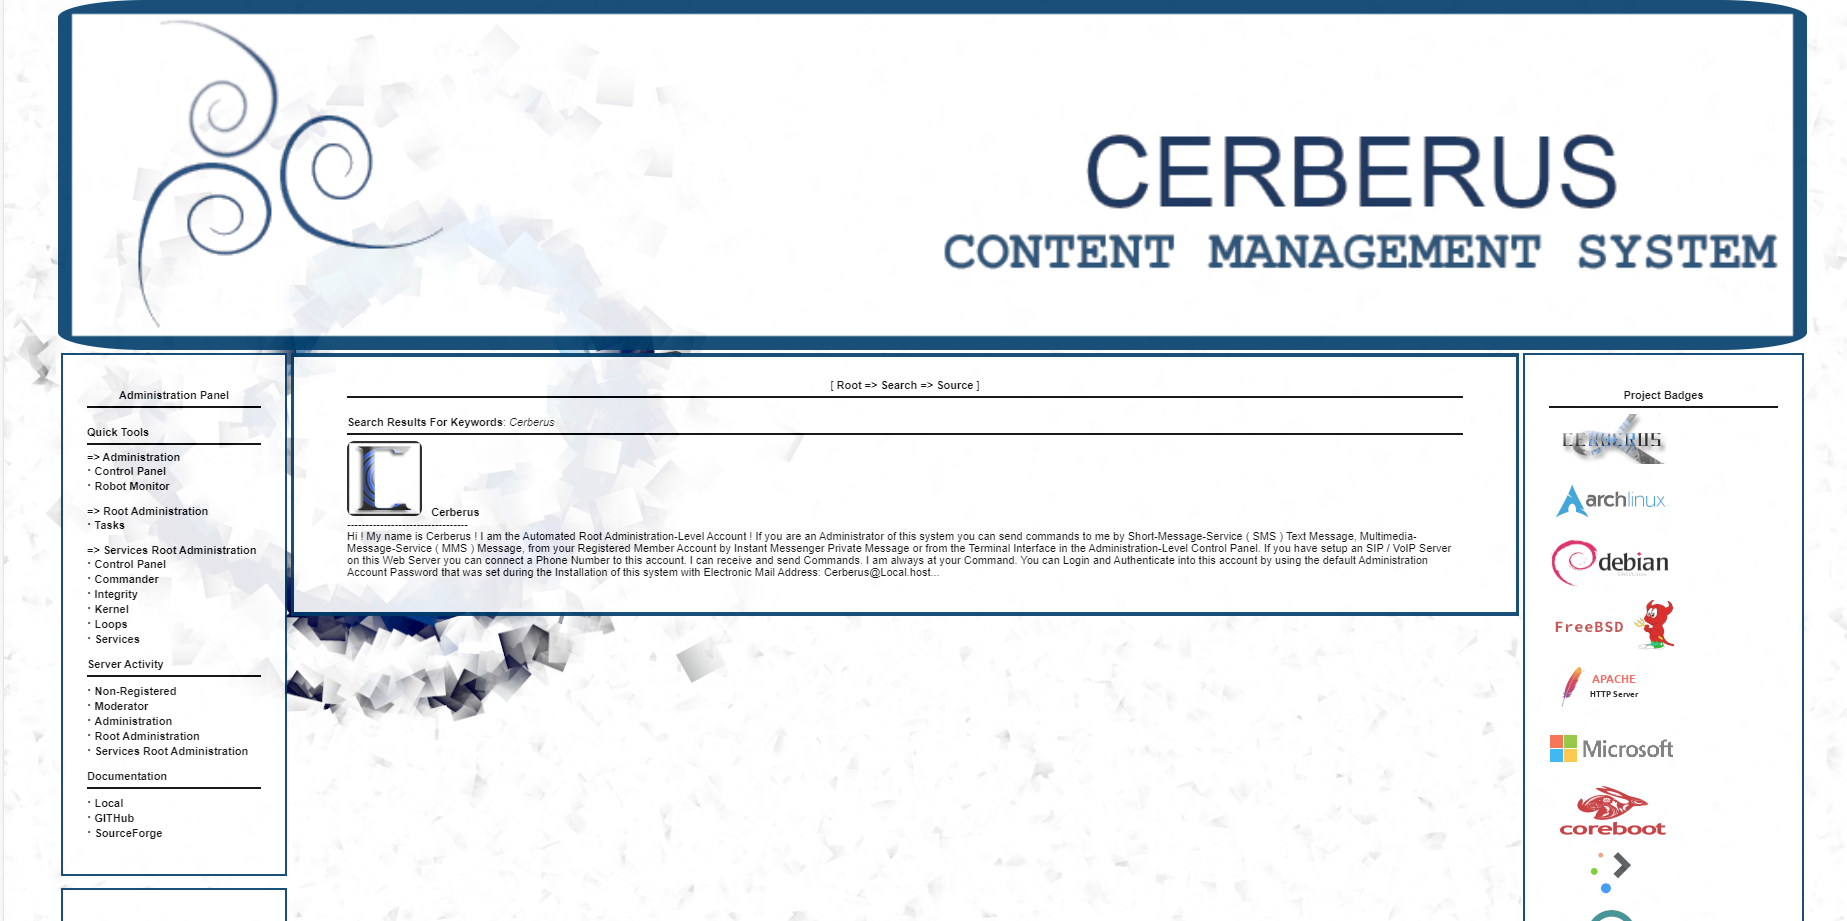 CERBERUS
CONTENT MANAGEMENT SYSTEM
Administration Panel
Quick Tools
=> Administration
· Control Panel
· Robot Monitor
=> Root Administration
· Tasks
=> Services Root Administration
· Control Panel
· Commander
· Integrity
· Kernel
· Loops
· Services
Server Activity
· Non-Registered
· Moderator
· Administration
· Root Administration
· Services Root Administration
Documentation
· Local
· GITHub
· SourceForge
[ Root => Search => Source ]
Search Results For Keywords: Cerberus
Cerberus
---------------------------------
Hi ! My name is Cerberus ! I am the Automated Root Administration-Level Account ! If you are an Administrator of this system you can send commands to me by Short-Message-Service ( SMS ) Text Message, Multimedia-
Message-Service ( MMS ) Message, from your Registered Member Account by Instant Messenger Private Message or from the Terminal Interface in the Administration-Level Control Panel. If you have setup an SIP / VoIP Server
on this Web Server you can connect a Phone Number to this account. I can receive and send Commands. I am always at your Command. You can Login and Authenticate into this account by using the default Administration
Account Password that was set during the Installation of this system with Electronic Mail Address: Cerberus@Local.host...
Project Badges
CERBERUS
archlinux
debian
FreeBSD
APACHE
HTTP Server
Microsoft
coreboot